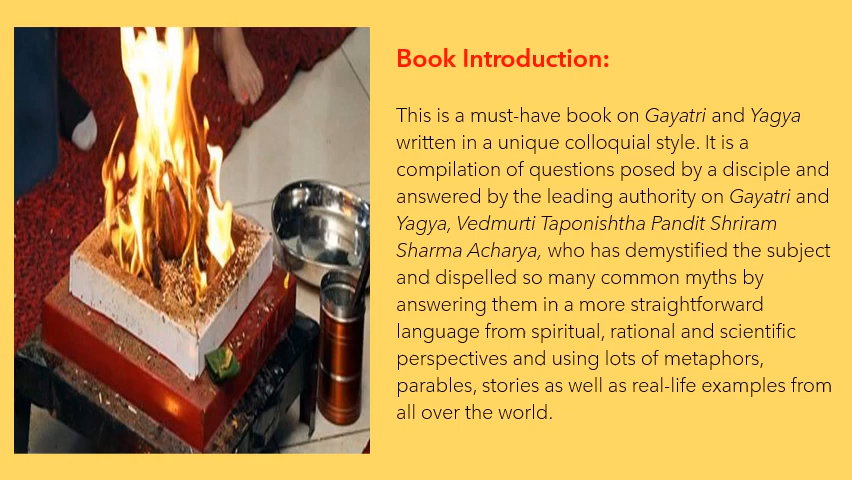 Book Introduction:
This is a must-have book on Gayatri and Yagya
written in a unique colloquial style. It is a
compilation of questions posed by a disciple and
answered by the leading authority on Gayatri and
Yagya, Vedmurti Taponishtha Pandit Shriram
Sharma Acharya, who has demystified the subject
and dispelled so many common myths by
answering them in a more straightforward
language from spiritual, rational and scientific
perspectives and using lots of metaphors,
parables, stories as well as real-life examples from
all over the world.